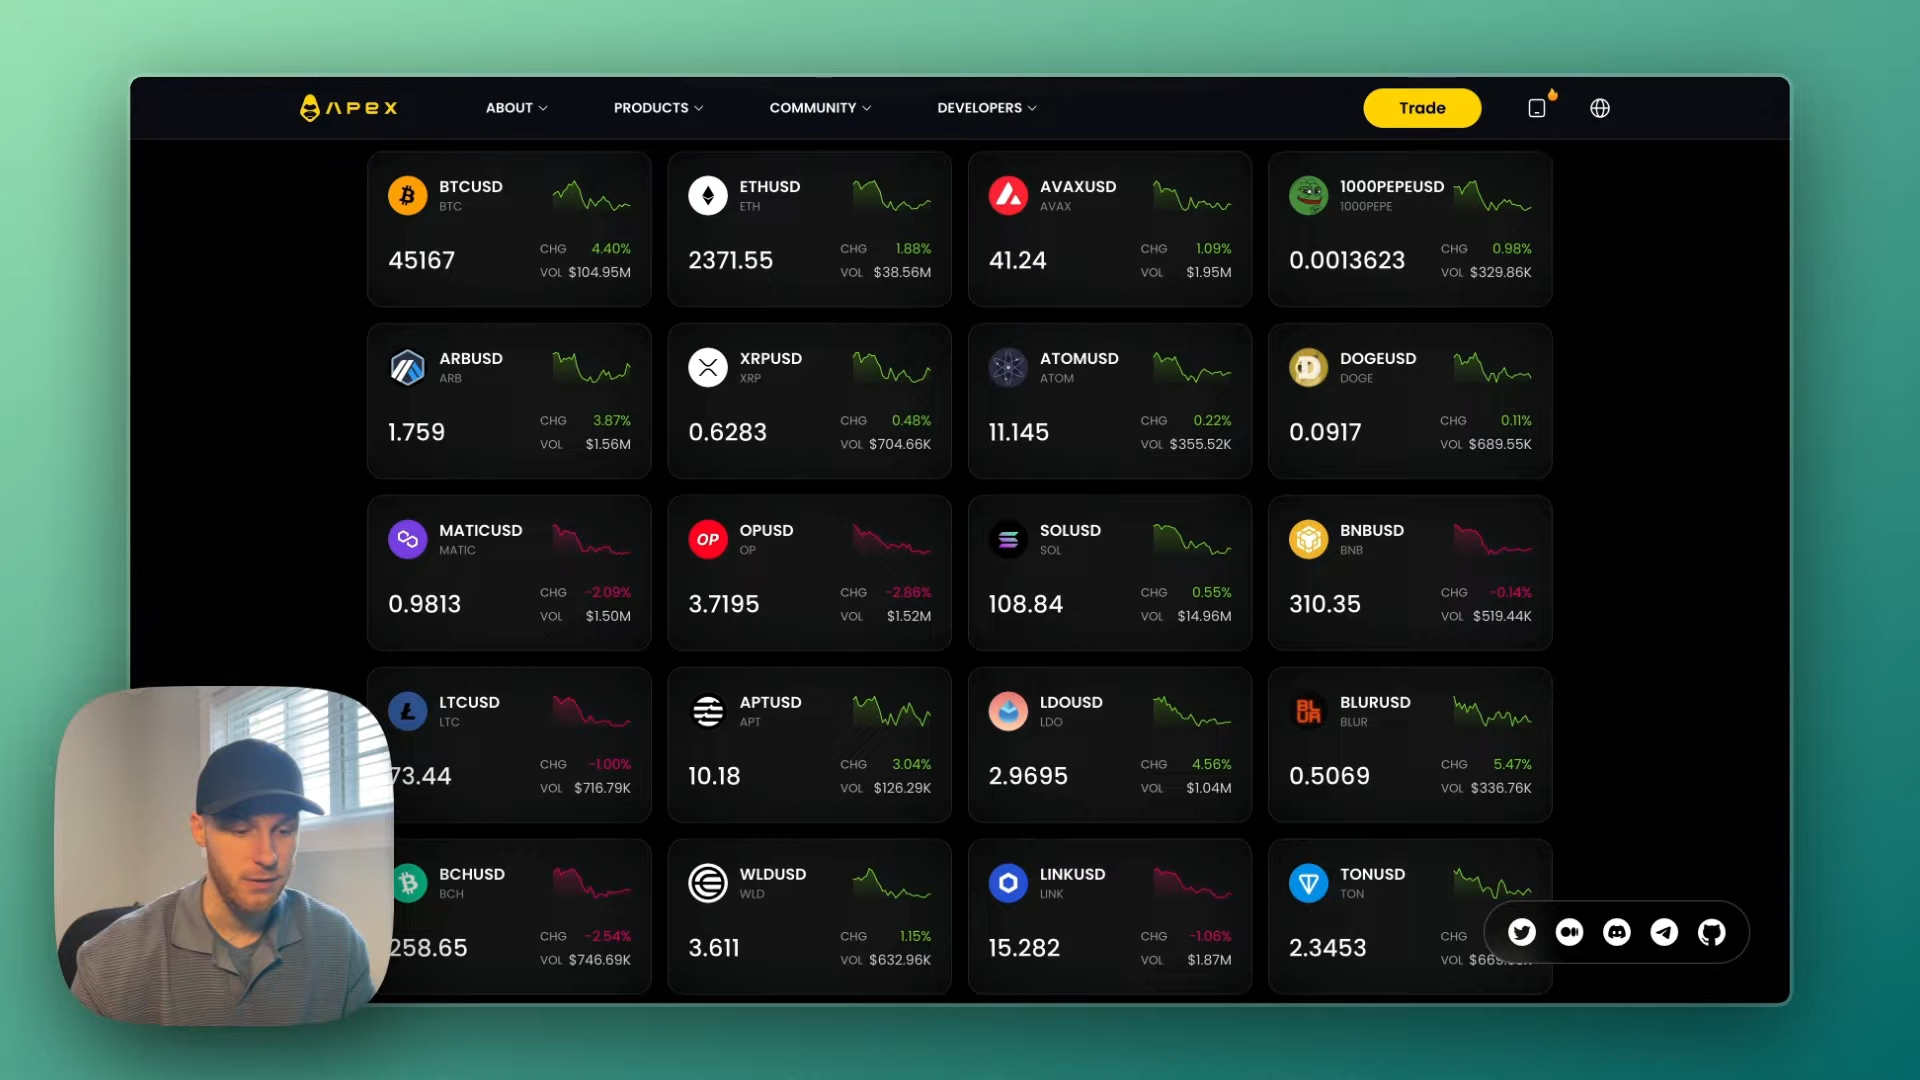 APEX ABOUT PRODUCTS COMMUNITY DEVELOPERS Trade
BTCUSD ETHUSD AVAXUSD 1000PEPEUSD
BTC ETH AVAX 1000PEPE
CHG 4.40% CHG 1.88% CHG 1.09% CHG 0.98%
45167 2371.55 41.24 0.0013623
VOL $104.95M VOL $38.56M VOL $1.95M VOL $329.86K
ARBUSD XRPUSD ATOMUSD DOGEUSD
ARB XRP ATOM DOGE
CHG 3.87% CHG 0.48% CHG 0.22% CHG 0.11%
1.759 0.6283 11.145 0.0917
VOL $1.56M VOL $704.66K VOL $355.52K VOL $689.55K
MATICUSD OP OPUSD SOLUSD BNBUSD
MATIC OP SOL BNB
CHG -2.09% CHG -2.86% CHG 0.55% CHG -0.14%
0.9813 3.7195 108.84 310.35
VOL $1.50M VOL $1.52M VOL $14.96M VOL $519.44K
LTCUSD APTUSD LDOUSD BLUR BLURUSD
LTC APT LDO BLUR
CHG -1.00% CHG 3.04% CHG 4.56% CHG 5.47%
73.44 10.18 2.9695 0.5069
VOL $716.79K VOL $126.29K VOL $1.04M VOL $336.76K
BCHUSD WLDUSD LINKUSD TONUSD
BCH WLD LINK TON
CHG -2.54% CHG 1.15% CHG -1.06% CHG
258.65 3.611 15.282 2.3453
VOL $746.69K VOL $632.96K VOL $1.87M VOL